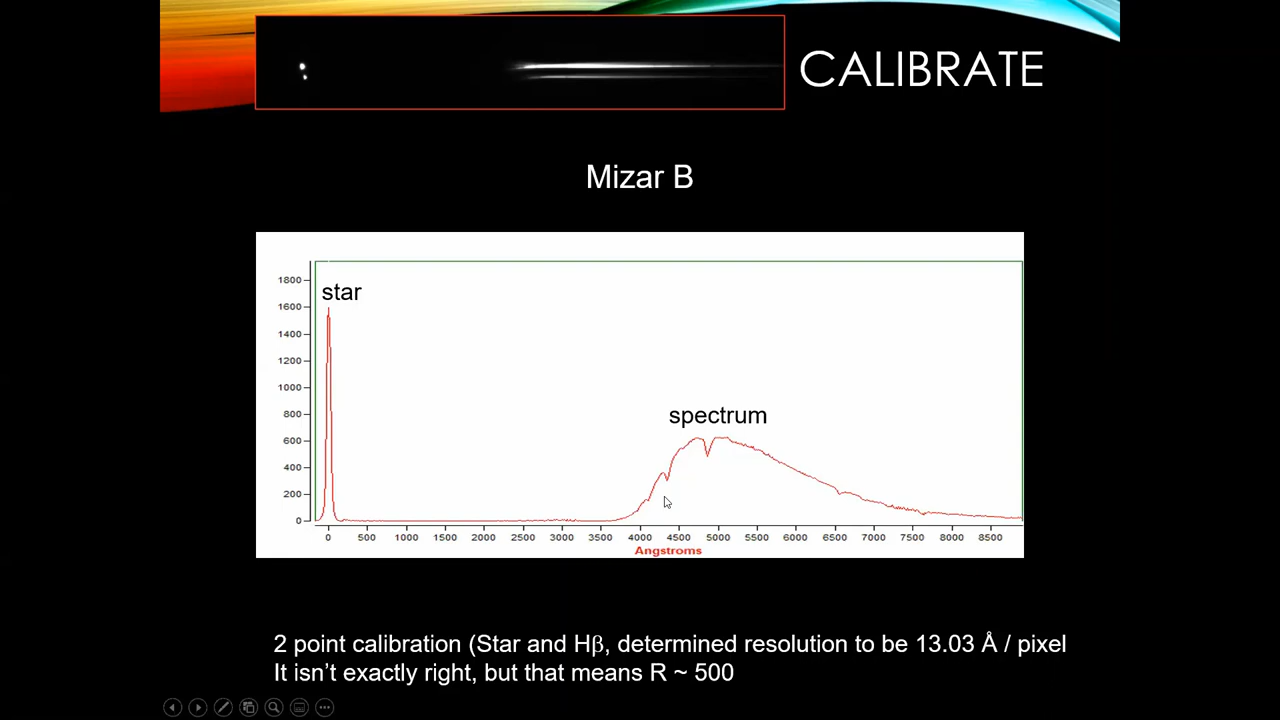 CALIBRATE
Mizar B
1800
1600
1400
1200
1000
800
600
400
200
0
star
spectrum
0 500 1000 1500 2000 2500 3000 3500 4000 4500 5000 5500 6000 6500 7000 7500 8000 8500
Angstroms
2 point calibration (Star and Hβ, determined resolution to be 13.03 Å / pixel
It isn’t exactly right, but that means R ~ 500